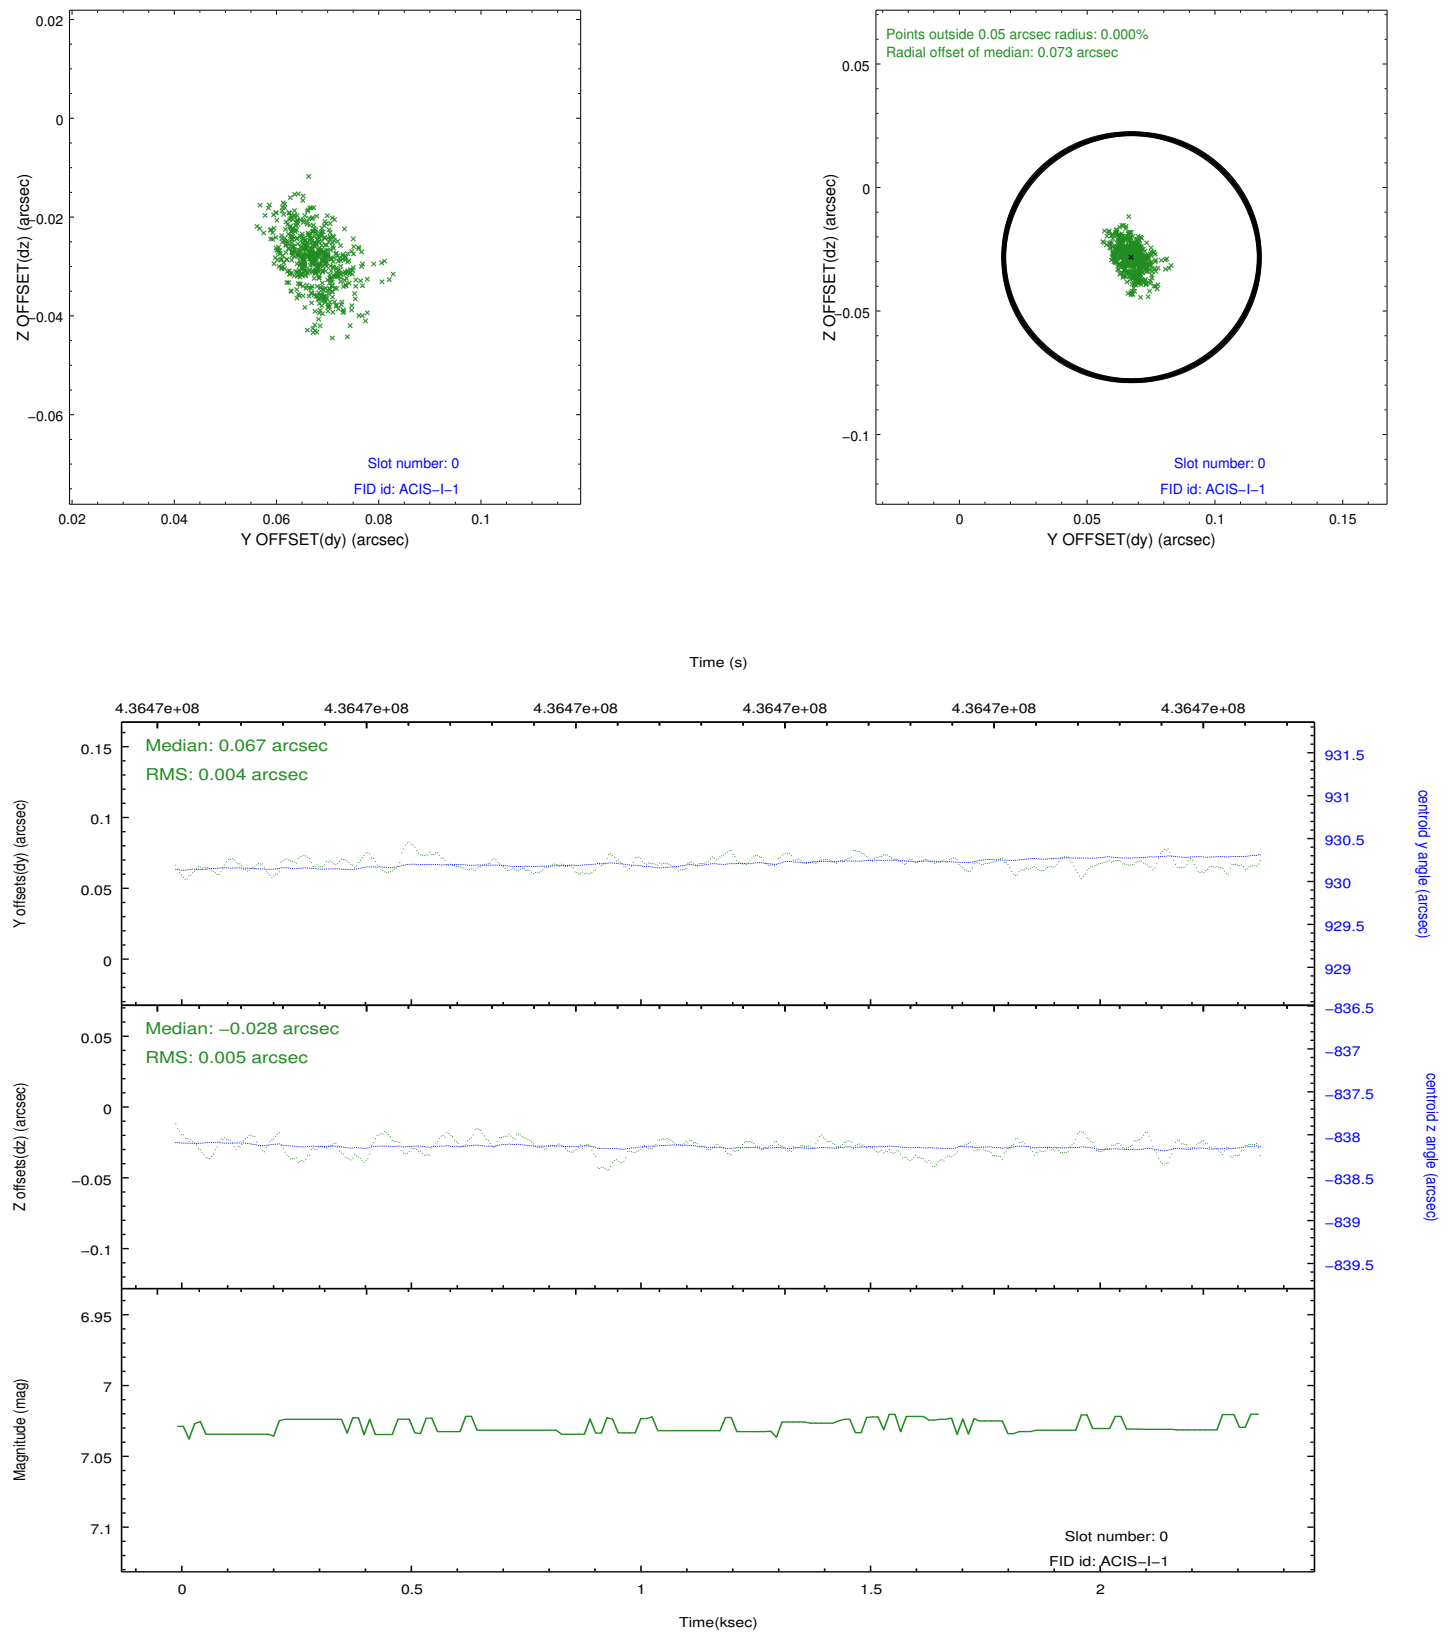 0.02
0
−0.02
−0.04
−0.06
Z OFFSET(dz) (arcsec)
Slot number: 0
FID id: ACIS−I−1
0.02 0.04 0.06 0.08 0.1
Y OFFSET(dy) (arcsec)
Points outside 0.05 arcsec radius: 0.000%
Radial offset of median: 0.073 arcsec
0.05
0
−0.05
−0.1
Z OFFSET(dz) (arcsec)
Slot number: 0
FID id: ACIS−I−1
0 0.05 0.1 0.15
Y OFFSET(dy) (arcsec)
Time (s)
4.3647e+08 4.3647e+08 4.3647e+08 4.3647e+08 4.3647e+08 4.3647e+08
Median: 0.067 arcsec
RMS: 0.004 arcsec
0.15
0.1
0.05
0
Y offsets(dy) (arcsec)
931.5
931
930.5
930
929.5
929
centroid y angle (arcsec)
Median: −0.028 arcsec
RMS: 0.005 arcsec
0.05
0
−0.05
−0.1
Z offsets(dz) (arcsec)
−836.5
−837
−837.5
−838
−838.5
−839
−839.5
centroid z angle (arcsec)
6.95
7
7.05
7.1
Magnitude (mag)
Slot number: 0
FID id: ACIS−I−1
0 0.5 1 1.5 2
Time(ksec)